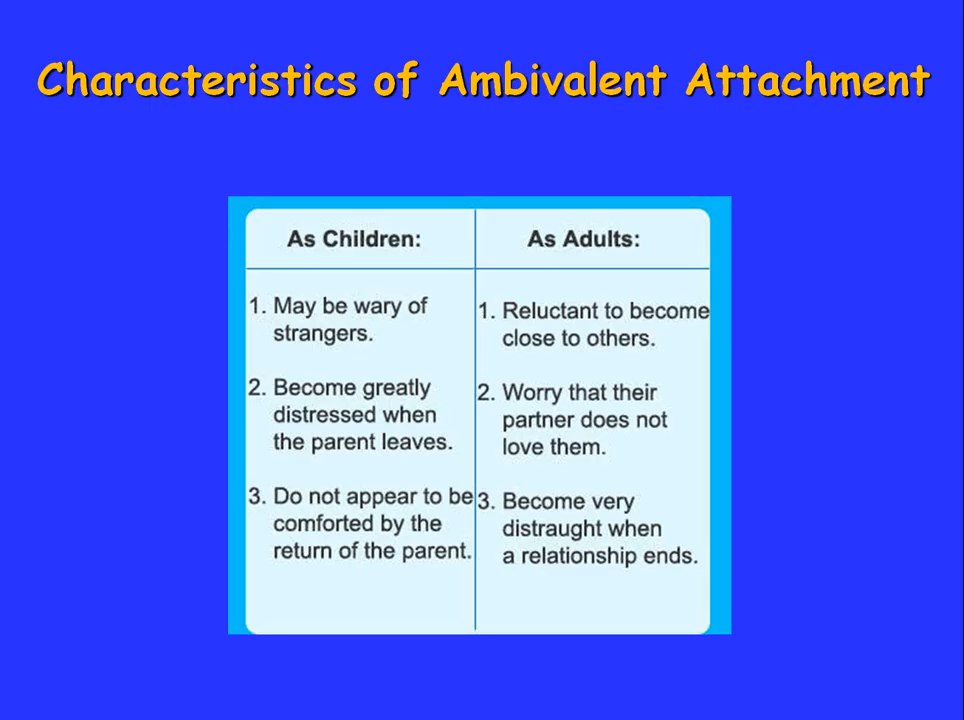 Characteristics of Ambivalent Attachment
As Children:
1. May be wary of
strangers.
2. Become greatly
distressed when
the parent leaves.
3. Do not appear to be
comforted by the
return of the parent.
As Adults:
1. Reluctant to become
close to others.
2. Worry that their
partner does not
love them.
3. Become very
distraught when
a relationship ends.